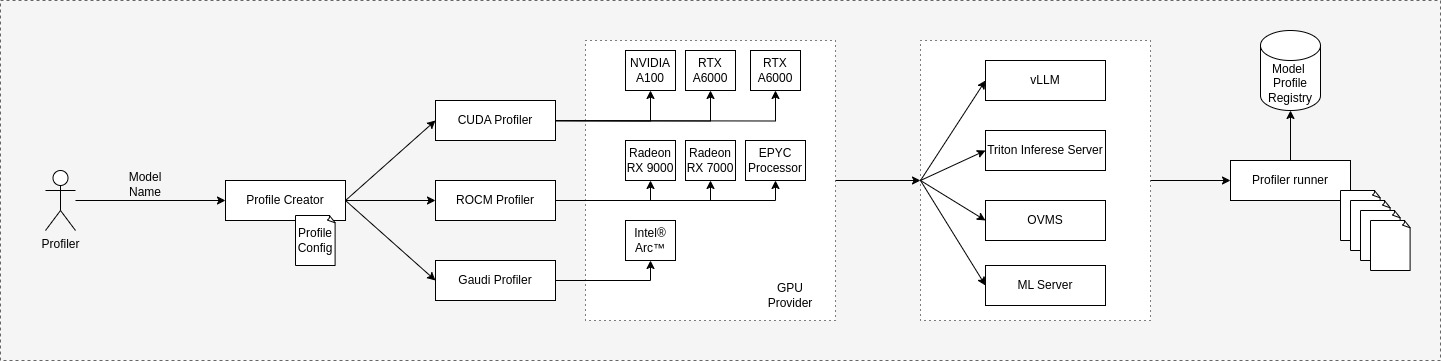 Profiler
Model
Name
Profile Creator
Profile
Config
CUDA Profiler
ROCM Profiler
Gaudi Profiler
NVIDIA
A100
RTX
A6000
RTX
A6000
Radeon
RX 9000
Radeon
RX 7000
EPYC
Processor
Intel®
Arc™
GPU
Provider
vLLM
Triton Inferese Server
OVMS
ML Server
Profiler runner
Model
Profile
Registry